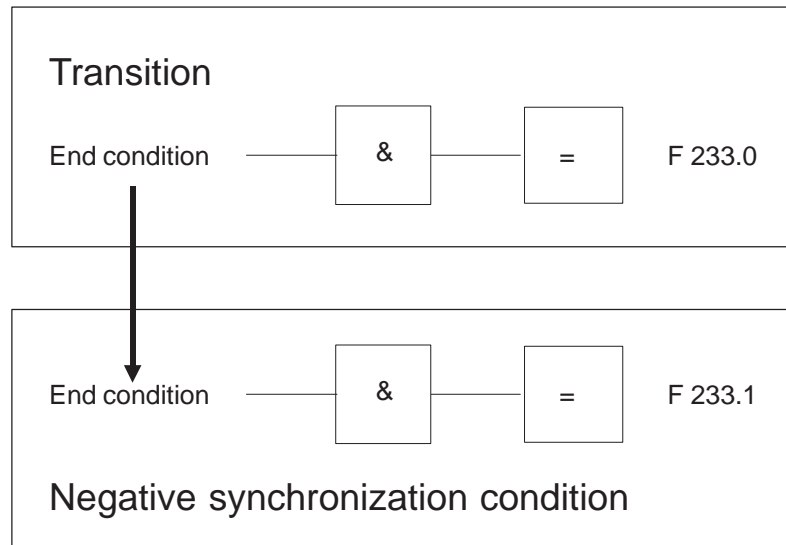 Transition
End condition & = F 233.0
End condition & = F 233.1
Negative synchronization condition